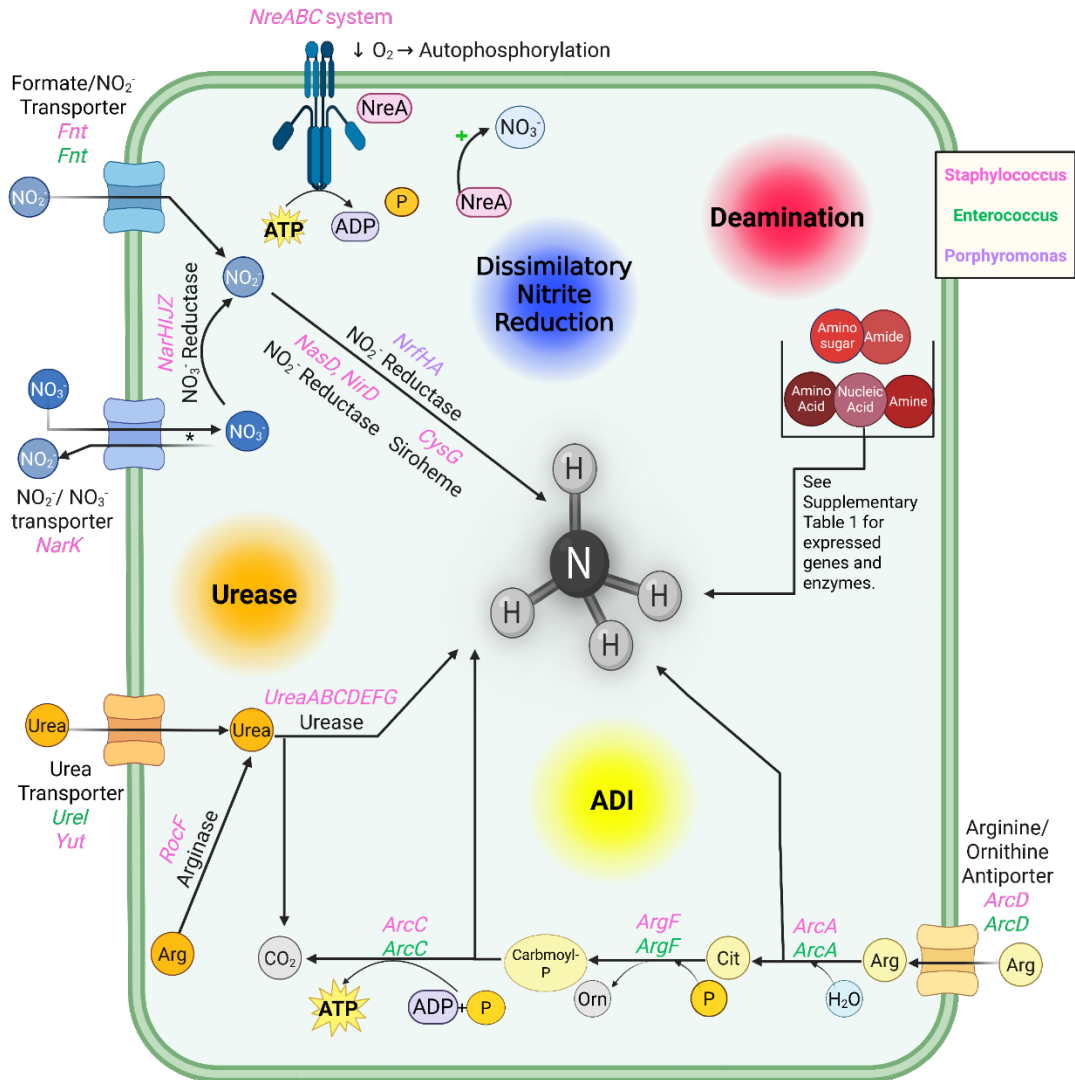 NreABC system
↓ O₂ → Autophosphorylation
Formate/NO₂⁻
Transporter
Fnt
Fnt
NO₂⁻
NreA
ATP
ADP
P
+
NO₃⁻
NreA
Deamination
Staphylococcus
Enterococcus
Porphyromonas
Dissimilatory
Nitrite
Reduction
NO₂⁻
NarHIJZ
NO₃⁻ Reductase
NrfHA
NO₂⁻ Reductase
NasD, NirD
NO₂⁻ Reductase
CysG
Siroheme
Amino
sugar
Amide
Amino
Acid
Nucleic
Acid
Amine
See
Supplementary
Table 1 for
expressed
genes and
enzymes.
NO₃⁻
NO₃⁻
*
NO₂⁻
NO₂⁻/ NO₃⁻
transporter
NarK
H
N
H
H
H
Urease
Urea
Urea
UreaABCDEFG
Urease
Urea
Transporter
UreI
Yut
RocF
Arginase
Arg
ADI
Arginine/
Ornithine
Antiporter
ArcD
ArcD
CO₂
ArcC
ArcC
Carbmoyl-
P
ArgF
ArgF
Cit
ArcA
ArcA
Arg
Arg
ATP
ADP
+
P
Orn
P
H₂O